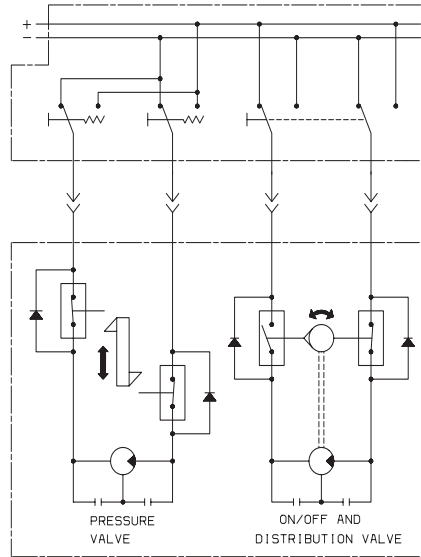 +
−
PRESSURE
VALVE
ON/OFF AND
DISTRIBUTION VALVE